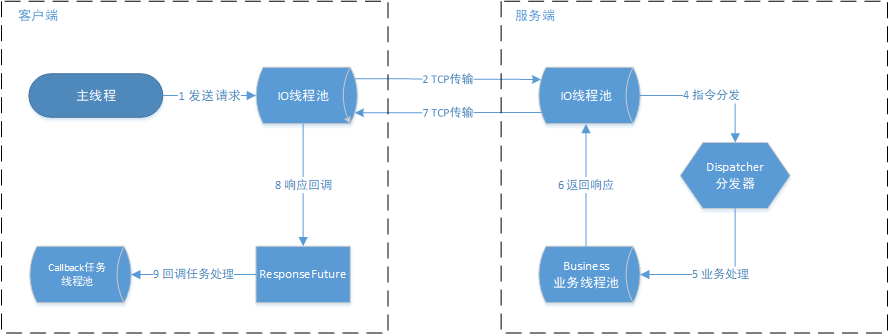 客户端
服务端
主线程
1 发送请求
IO线程池
2 TCP传输
7 TCP传输
IO线程池
4 指令分发
Dispatcher
分发器
8 响应回调
6 返回响应
Callback任务
线程池
9 回调任务处理
ResponseFuture
Business
业务线程池
5 业务处理